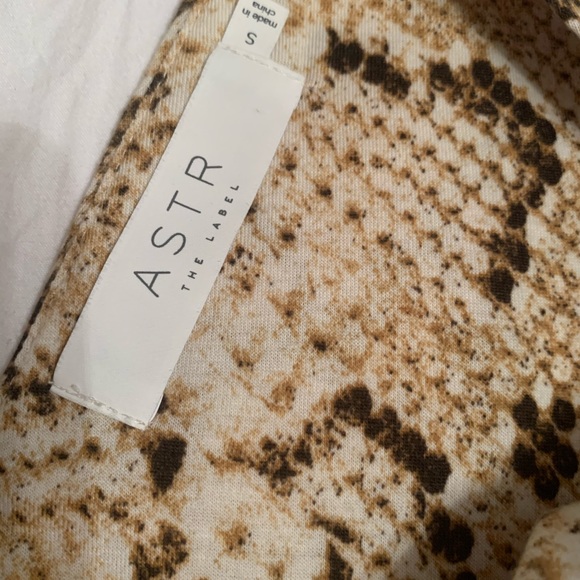 S
made in
china
ASTR
THE LABEL